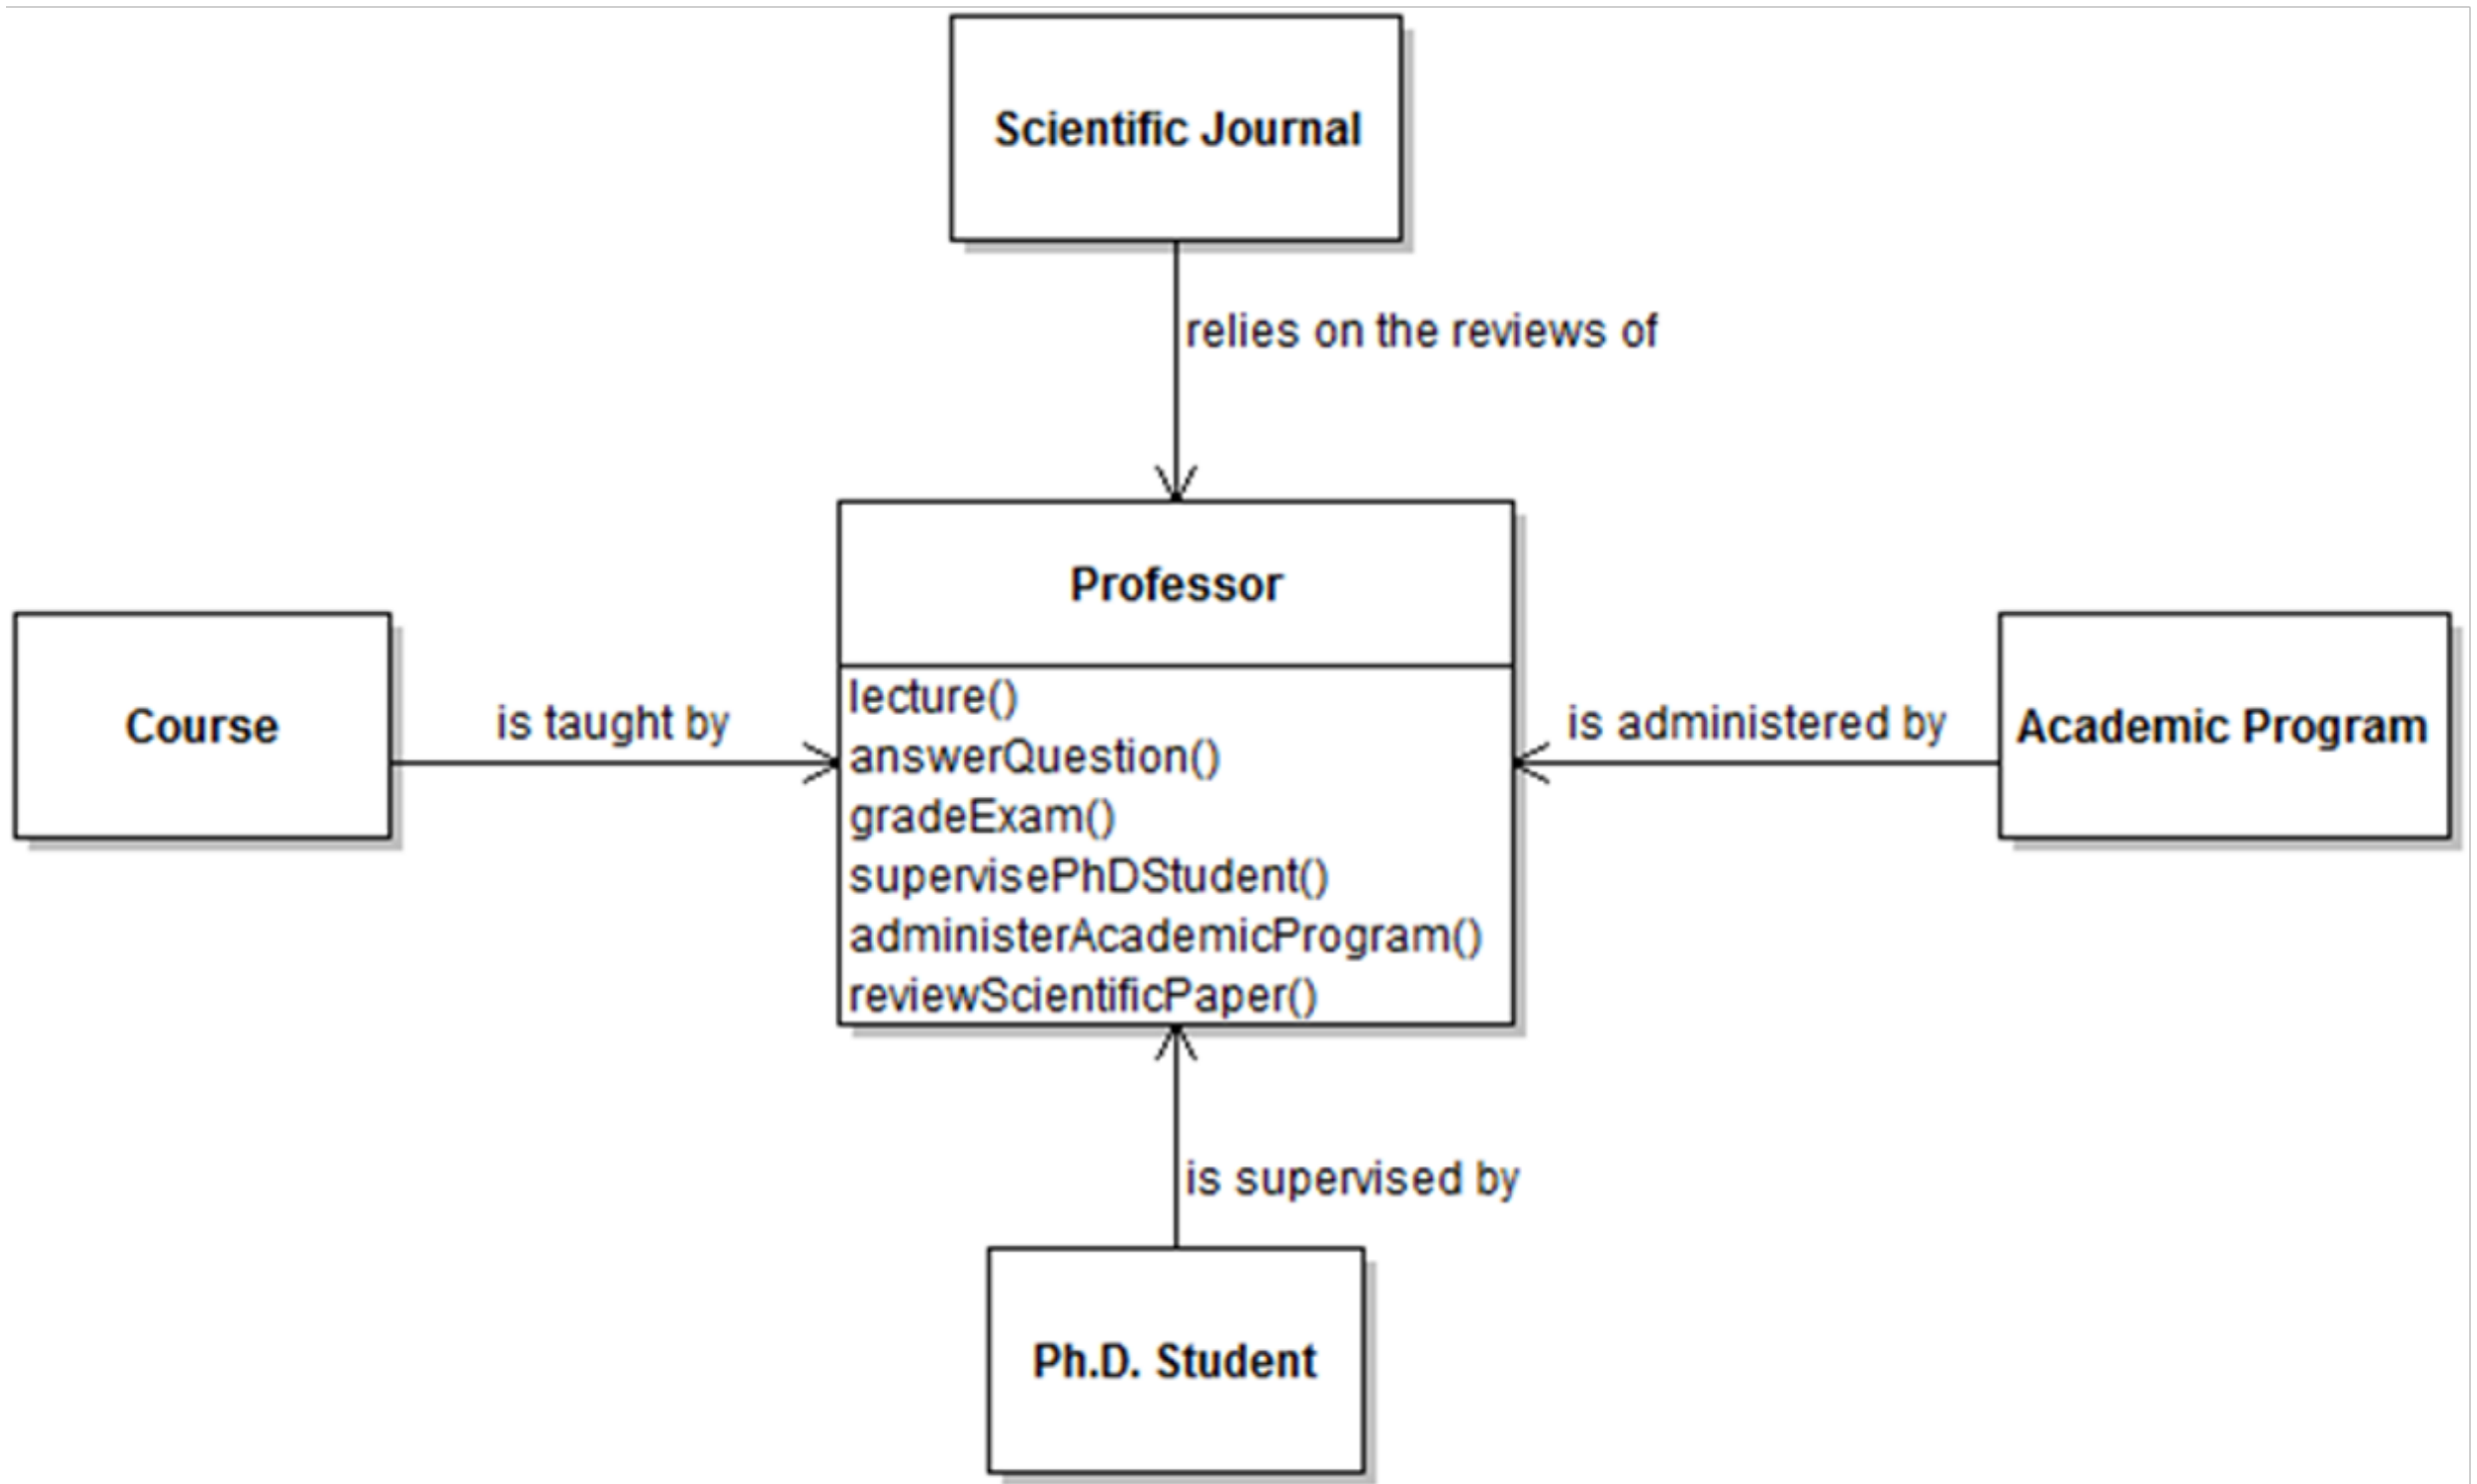 Scientific Journal
relies on the reviews of
Professor
lecture()
answerQuestion()
gradeExam()
supervisePhDStudent()
administerAcademicProgram()
reviewScientificPaper()
Course
is taught by
is administered by
Academic Program
is supervised by
Ph.D. Student